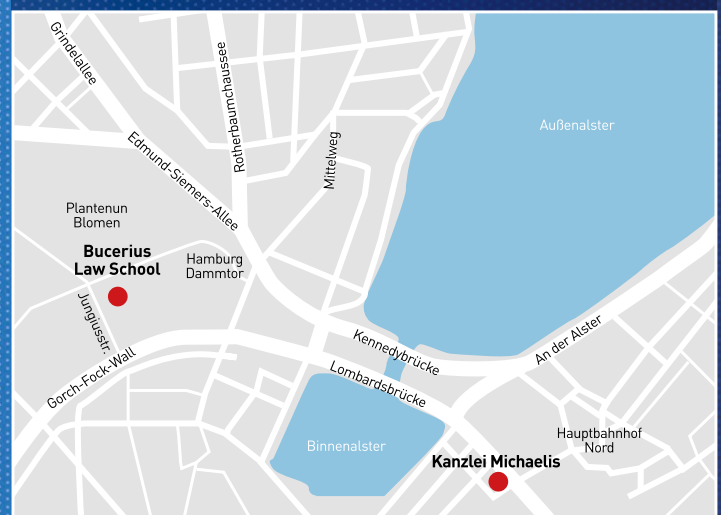 Grindelallee
Rotherbaumchaussee
Außenalster
Edmund-Siemers-Allee
Mittelweg
Plantenun
Blomen
Bucerius
Law School
Hamburg
Dammtor
Jungiusstr.
Gorch-Fock-Wall
Kennedybrücke
An der Alster
Lombardsbrücke
Binnenalster
Hauptbahnhof
Nord
Kanzlei Michaelis